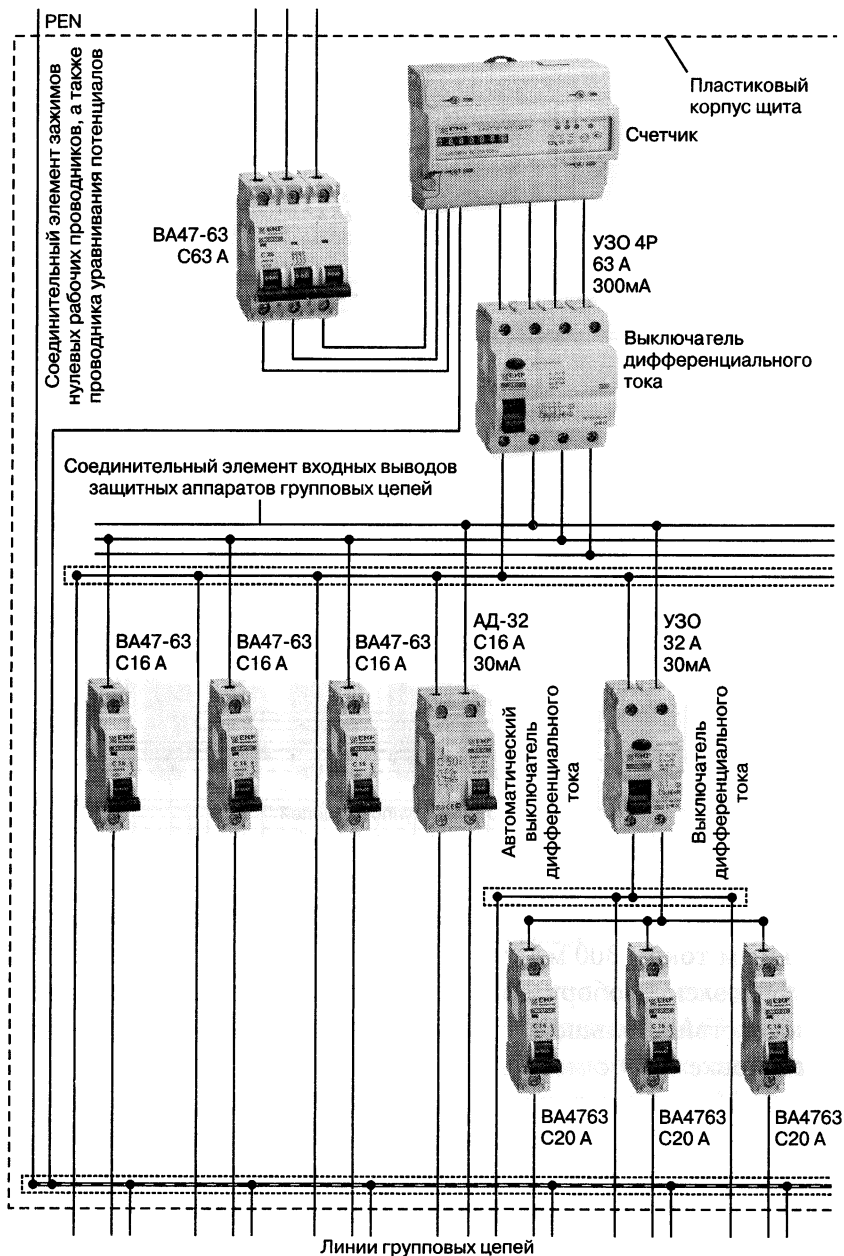 PEN
Соединительный элемент зажимов
нулевых рабочих проводников, а также
проводника уравнивания потенциалов
Пластиковый
корпус щита
Счетчик
ВА47-63
С63 А
УЗО 4Р
63 А
300мА
Выключатель
дифференциального
тока
Соединительный элемент входных выводов
защитных аппаратов групповых цепей
ВА47-63
С16 А
ВА47-63
С16 А
ВА47-63
С16 А
АД-32
С16 А
30мА
УЗО
32 А
30мА
Автоматический
выключатель
дифференциального
тока
Выключатель
дифференциального
тока
ВА4763
С20 А
ВА4763
С20 А
ВА4763
С20 А
Линии групповых цепей